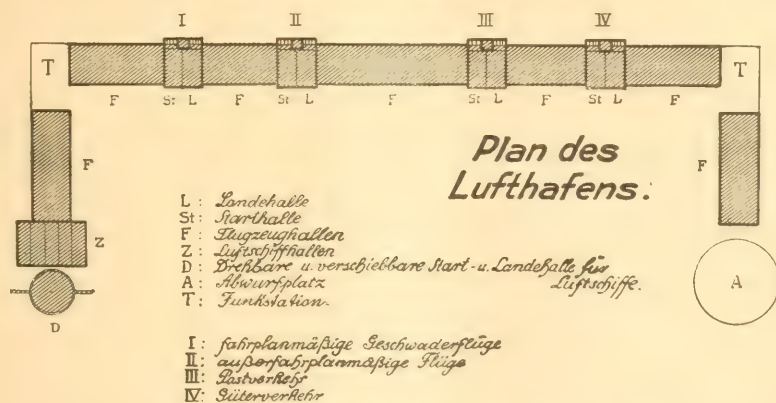 I II III IV
T T
F St L F St L F St L F St L F
F F
Z
D
A
Plan des
Lufthafens.
L: Landehalle
St: Starthalle
F: Flugzeughallen
Z: Luftschiffhallen
D: Drehbare u. verschiebbare Start- u. Landehalle für
Luftschiffe.
A: Abwurfplatz
T: Funkstation.
I: fahrplanmäßige Geschwaderflüge
II: außerfahrplanmäßige Flüge
III: Postverkehr
IV: Güterverkehr